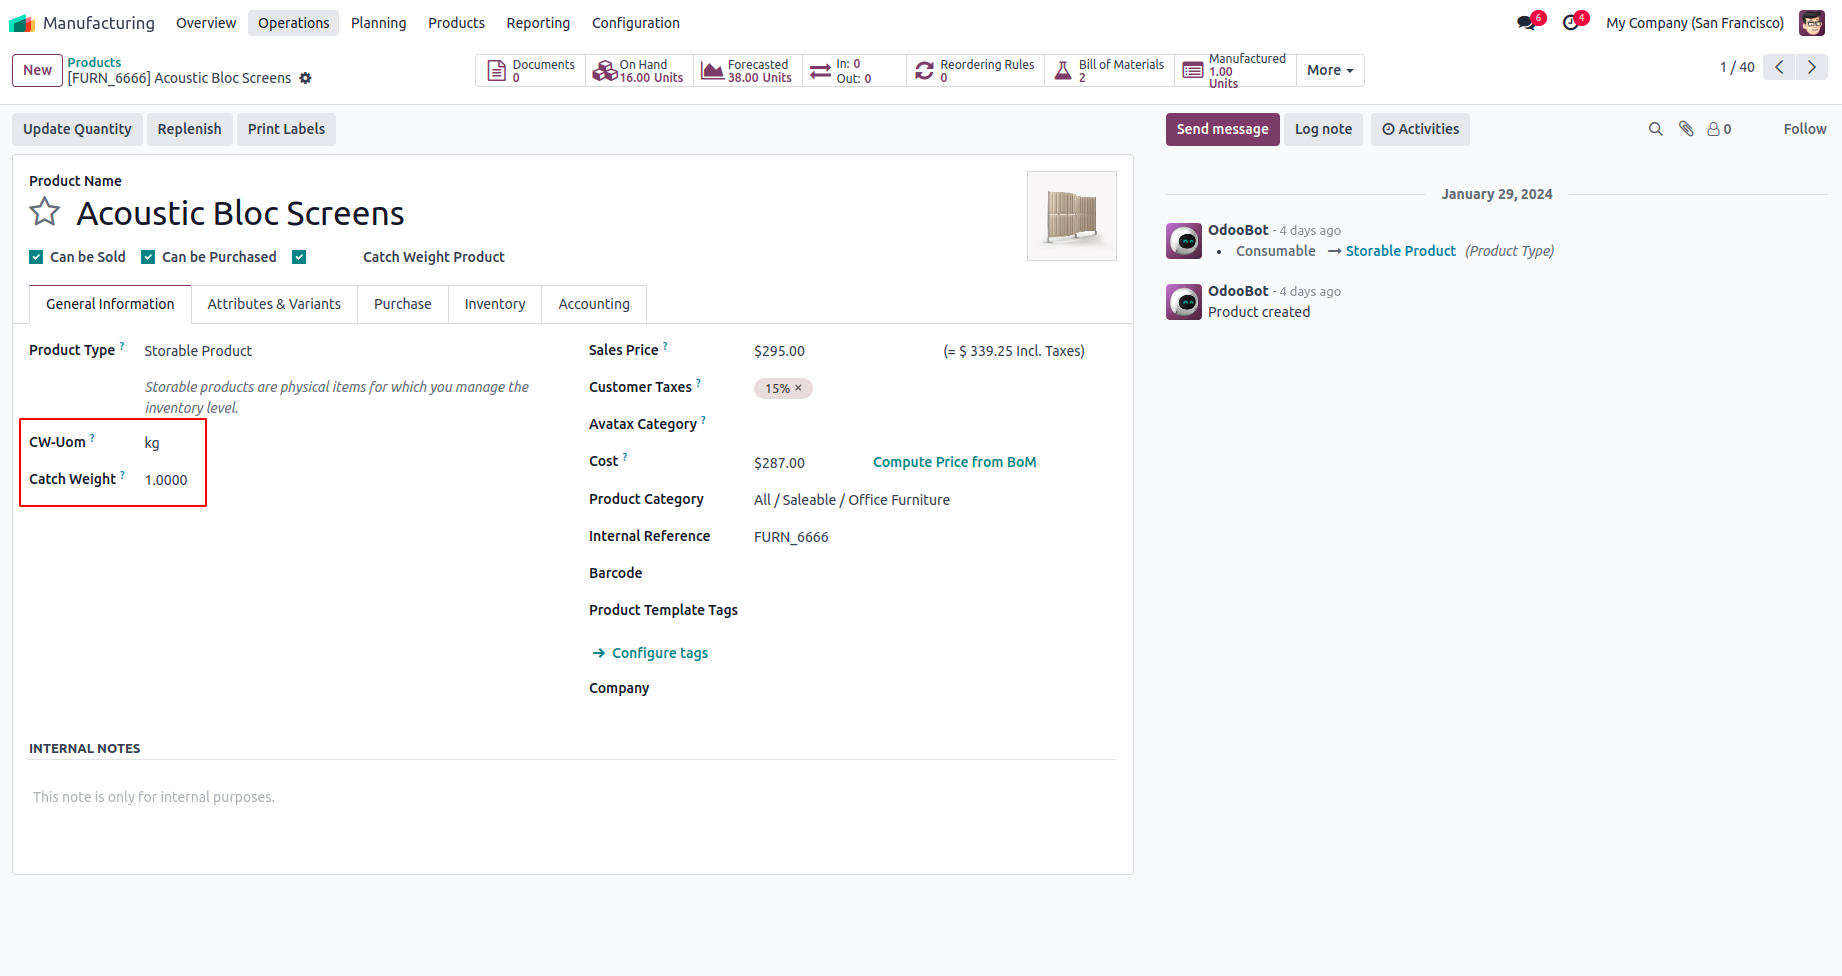 Manufacturing Overview Operations Planning Products Reporting Configuration 6 4 My Company (San Francisco)
New
Products
[FURN_6666] Acoustic Bloc Screens
Documents
0
On Hand
16.00 Units
Forecasted
38.00 Units
In: 0
Out: 0
Reordering Rules
0
Bill of Materials
2
Manufactured
1.00
Units
More
1 / 40
Update Quantity Replenish Print Labels
Send message Log note Activities 0 Follow
Product Name
Acoustic Bloc Screens
Can be Sold Can be Purchased Catch Weight Product
General Information Attributes & Variants Purchase Inventory Accounting
Product Type ? Storable Product
Storable products are physical items for which you manage the
inventory level.
CW-Uom ? kg
Catch Weight ? 1.0000
Sales Price ? $295.00 (= $ 339.25 Incl. Taxes)
Customer Taxes ? 15% ×
Avatax Category ?
Cost ? $287.00 Compute Price from BoM
Product Category All / Saleable / Office Furniture
Internal Reference FURN_6666
Barcode
Product Template Tags
→ Configure tags
Company
INTERNAL NOTES
This note is only for internal purposes.
January 29, 2024
OdooBot - 4 days ago
• Consumable → Storable Product (Product Type)
OdooBot - 4 days ago
Product created